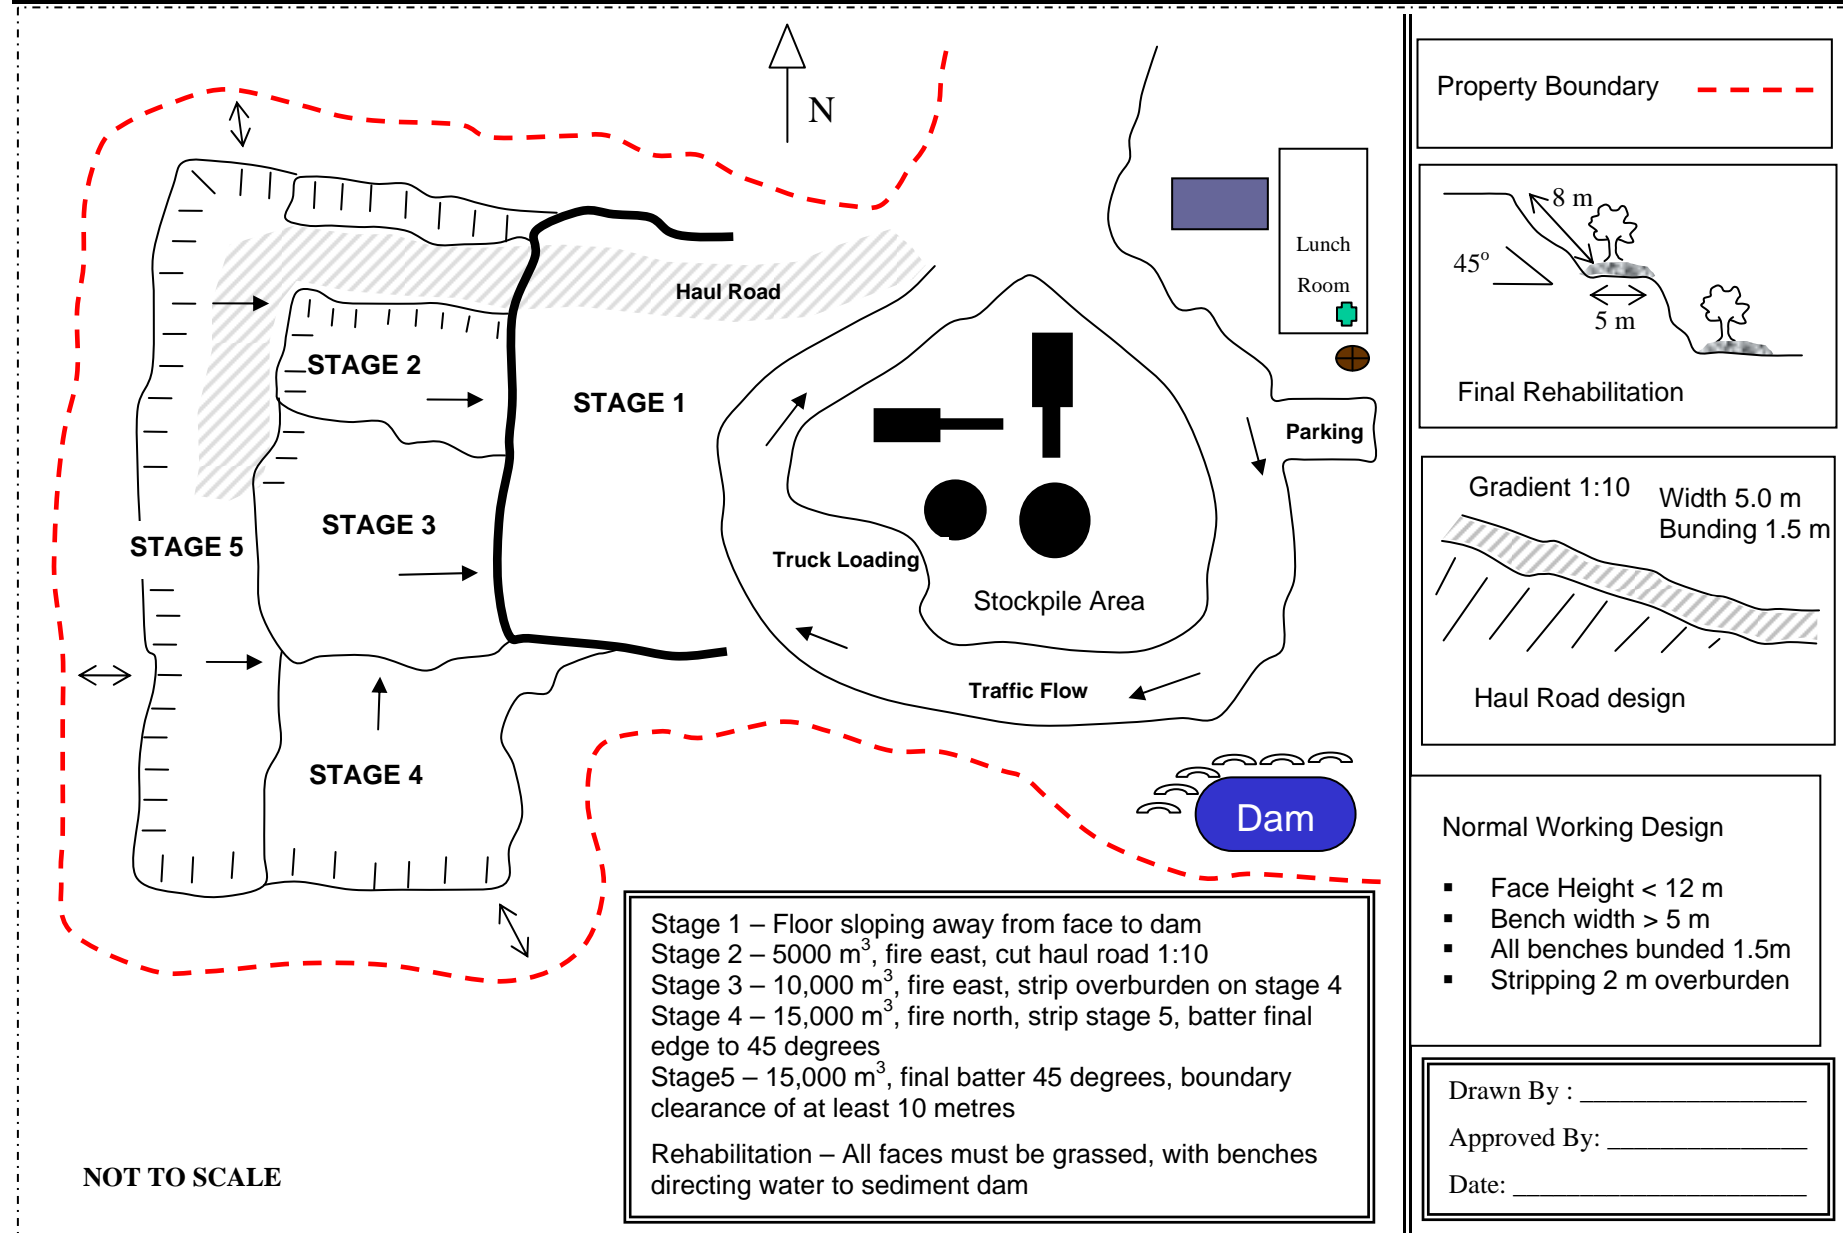 N
Haul Road
STAGE 2
STAGE 1
STAGE 3
STAGE 5
STAGE 4
Truck Loading
Stockpile Area
Traffic Flow
Lunch
Room
Parking
Dam
Stage 1 – Floor sloping away from face to dam
Stage 2 – 5000 m³, fire east, cut haul road 1:10
Stage 3 – 10,000 m³, fire east, strip overburden on stage 4
Stage 4 – 15,000 m³, fire north, strip stage 5, batter final
edge to 45 degrees
Stage5 – 15,000 m³, final batter 45 degrees, boundary
clearance of at least 10 metres
Rehabilitation – All faces must be grassed, with benches
directing water to sediment dam
NOT TO SCALE
Property Boundary
8 m
45°
5 m
Final Rehabilitation
Gradient 1:10
Width 5.0 m
Bunding 1.5 m
Haul Road design
Normal Working Design
▪ Face Height < 12 m
▪ Bench width > 5 m
▪ All benches bunded 1.5m
▪ Stripping 2 m overburden
Drawn By : _________________
Approved By: _______________
Date: ______________________